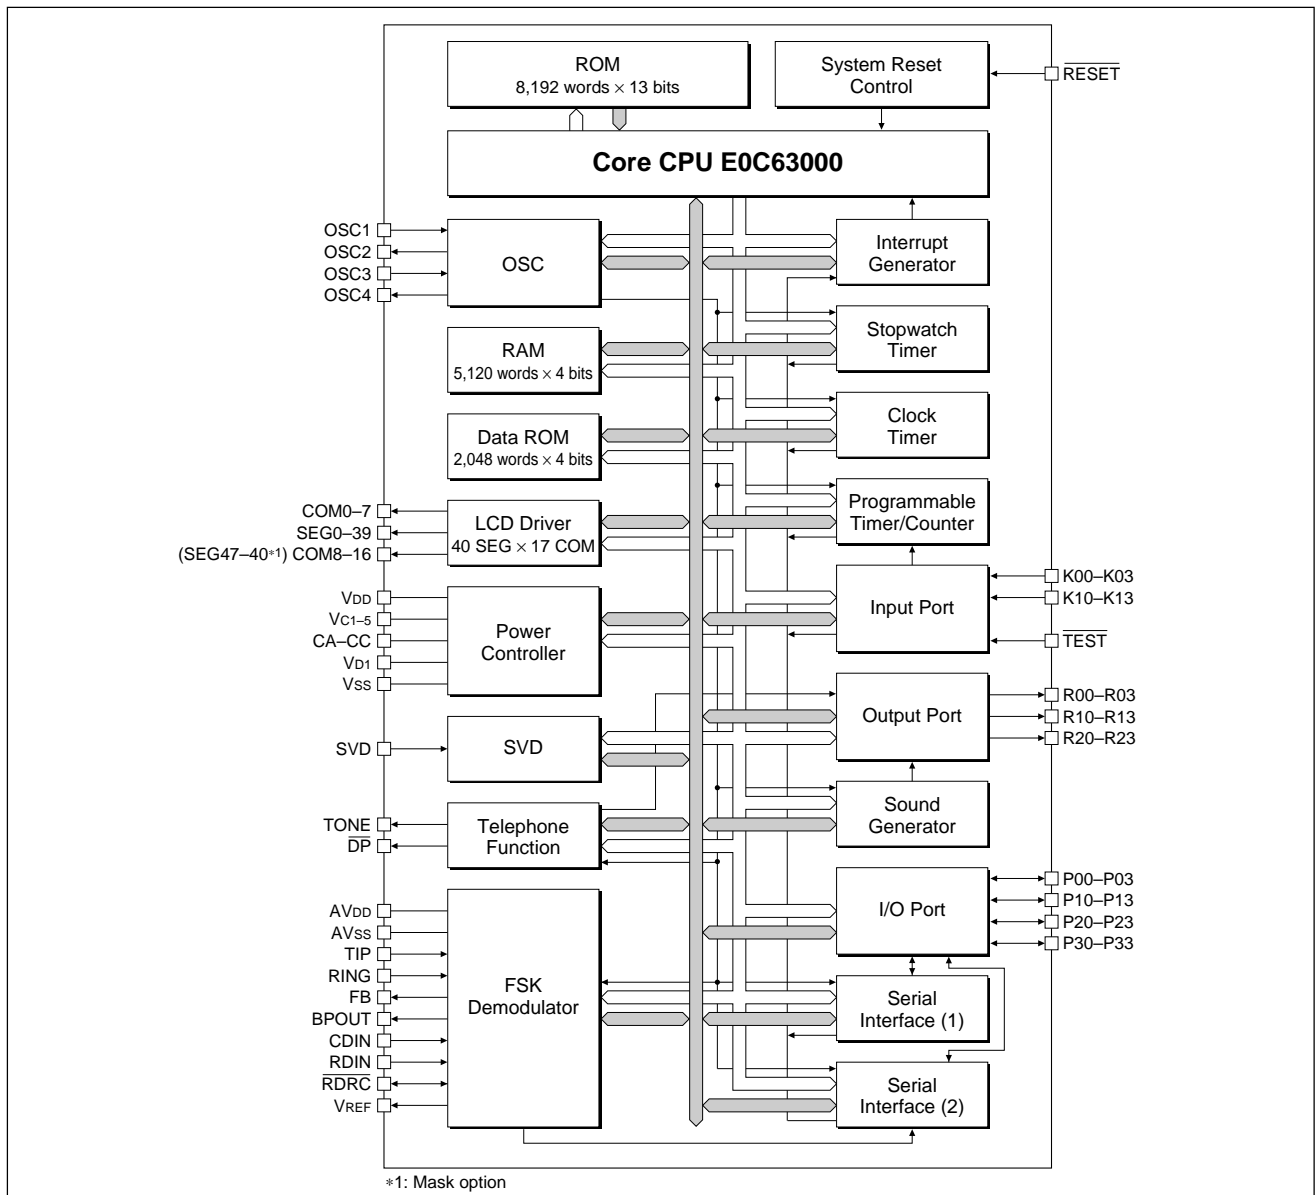 ROM
8,192 words × 13 bits
System Reset
Control
RESET
Core CPU E0C63000
OSC1
OSC2
OSC3
OSC4
OSC
Interrupt
Generator
RAM
5,120 words × 4 bits
Stopwatch
Timer
Data ROM
2,048 words × 4 bits
Clock
Timer
COM0–7
SEG0–39
(SEG47–40*1) COM8–16
LCD Driver
40 SEG × 17 COM
Programmable
Timer/Counter
VDD
VC1–5
CA–CC
VD1
VSS
Power
Controller
Input Port
K00–K03
K10–K13
TEST
SVD
SVD
Output Port
R00–R03
R10–R13
R20–R23
TONE
DP
Telephone
Function
Sound
Generator
AVDD
AVSS
TIP
RING
FB
BPOUT
CDIN
RDIN
RDRC
VREF
FSK
Demodulator
I/O Port
P00–P03
P10–P13
P20–P23
P30–P33
Serial
Interface (1)
Serial
Interface (2)
*1: Mask option